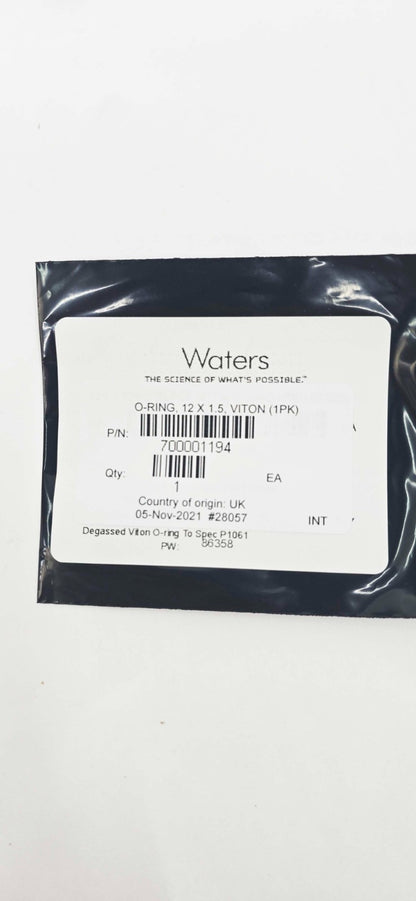 Waters
THE SCIENCE OF WHAT'S POSSIBLE.™
O-RING, 12 X 1.5, VITON (1PK)
P/N:
700001194
Qty:
1
EA
Country of origin: UK
05-Nov-2021 #28057
INT
Degassed Viton O-ring To Spec P1061
PW: 86358